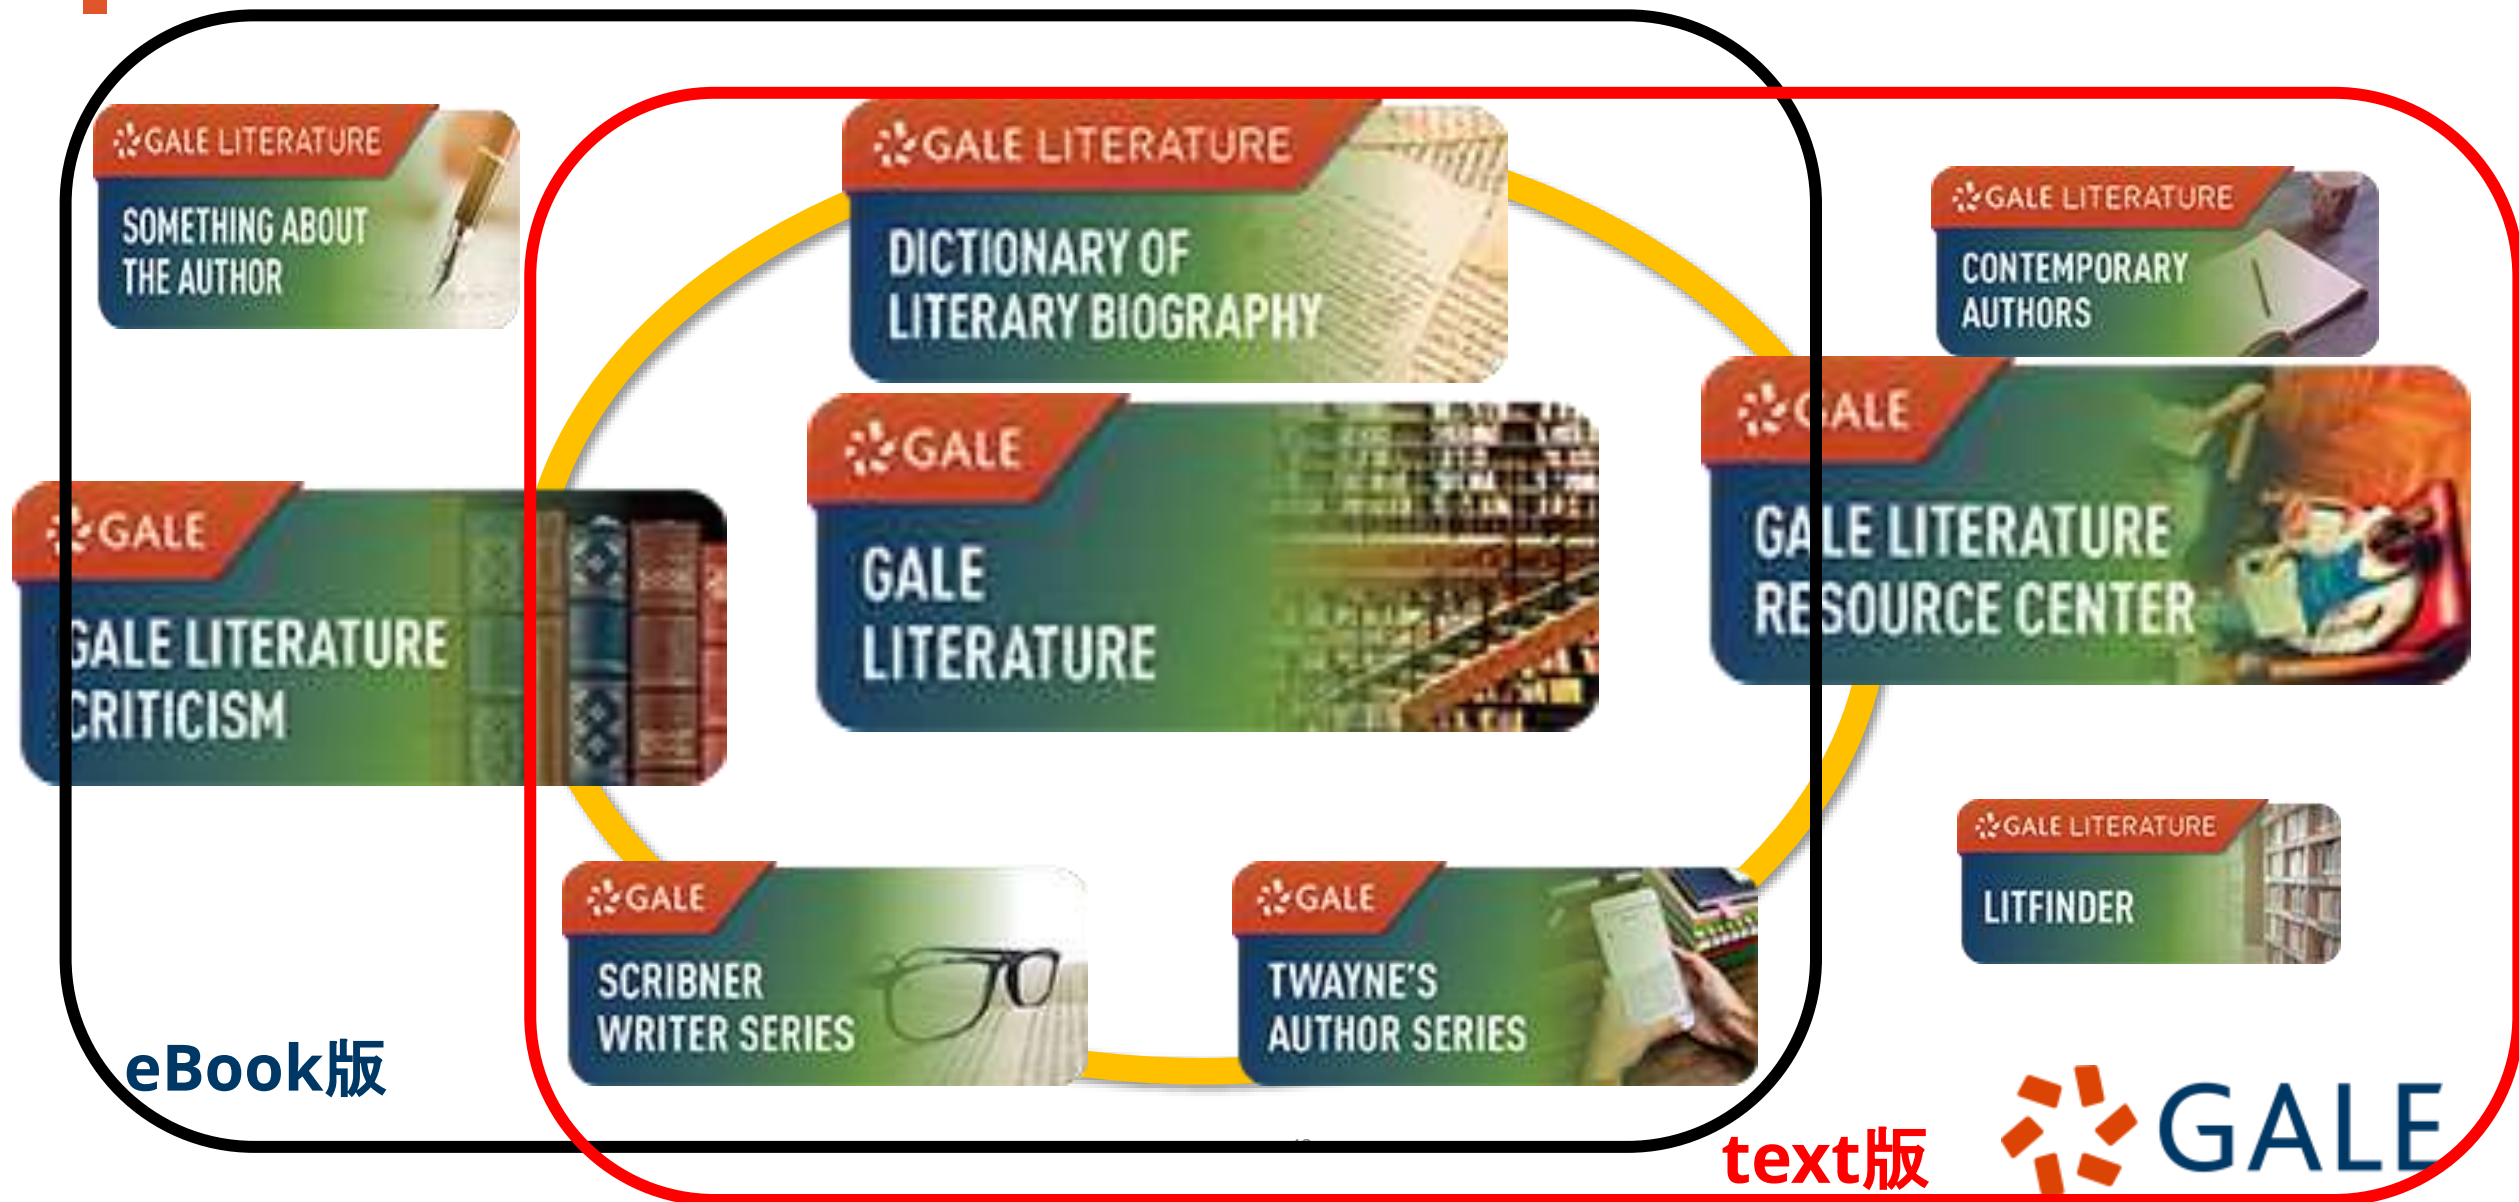 GALE LITERATURE
SOMETHING ABOUT
THE AUTHOR
GALE LITERATURE
DICTIONARY OF
LITERARY BIOGRAPHY
GALE LITERATURE
CONTEMPORARY
AUTHORS
GALE
GALE LITERATURE
CRITICISM
GALE
GALE
LITERATURE
GALE
GALE LITERATURE
RESOURCE CENTER
GALE
SCRIBNER
WRITER SERIES
GALE
TWAYNE'S
AUTHOR SERIES
GALE LITERATURE
LITFINDER
eBook版
text版
GALE